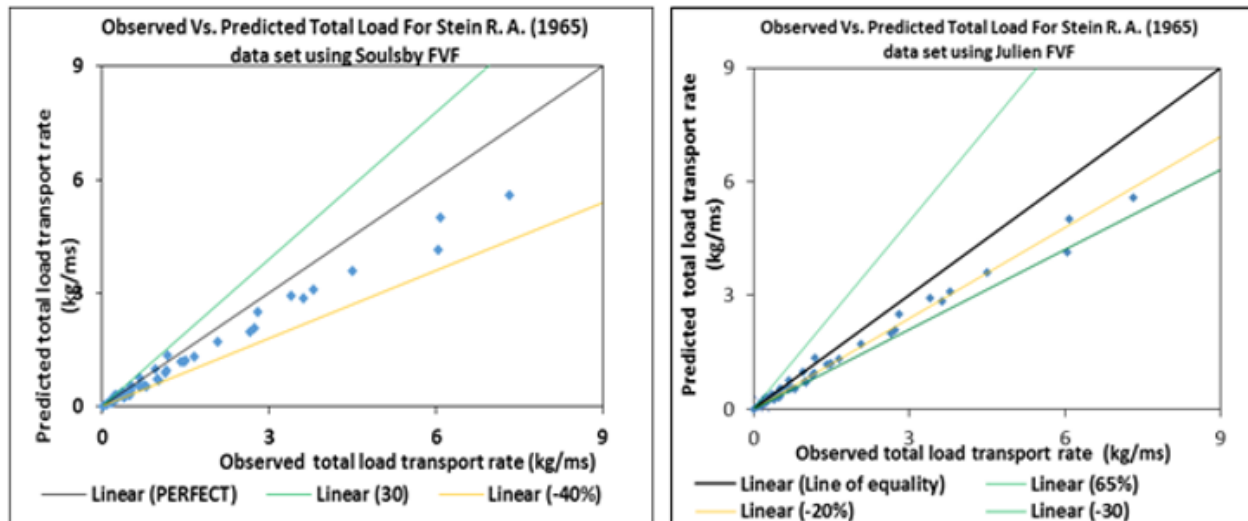 Observed Vs. Predicted Total Load For Stein R. A. (1965)
data set using Soulsby FVF
Predicted total load transport rate
(kg/ms)
9
6
3
0
0
3
6
9
Observed total load transport rate (kg/ms)
Linear (PERFECT)
Linear (30)
Linear (-40%)
Observed Vs. Predicted Total Load For Stein R. A. (1965)
data set using Julien FVF
Predicted total load transport rate
(kg/ms)
9
6
3
0
0
3
6
9
Observed total load transport rate (kg/ms)
Linear (Line of equality)
Linear (65%)
Linear (-20%)
Linear (-30)